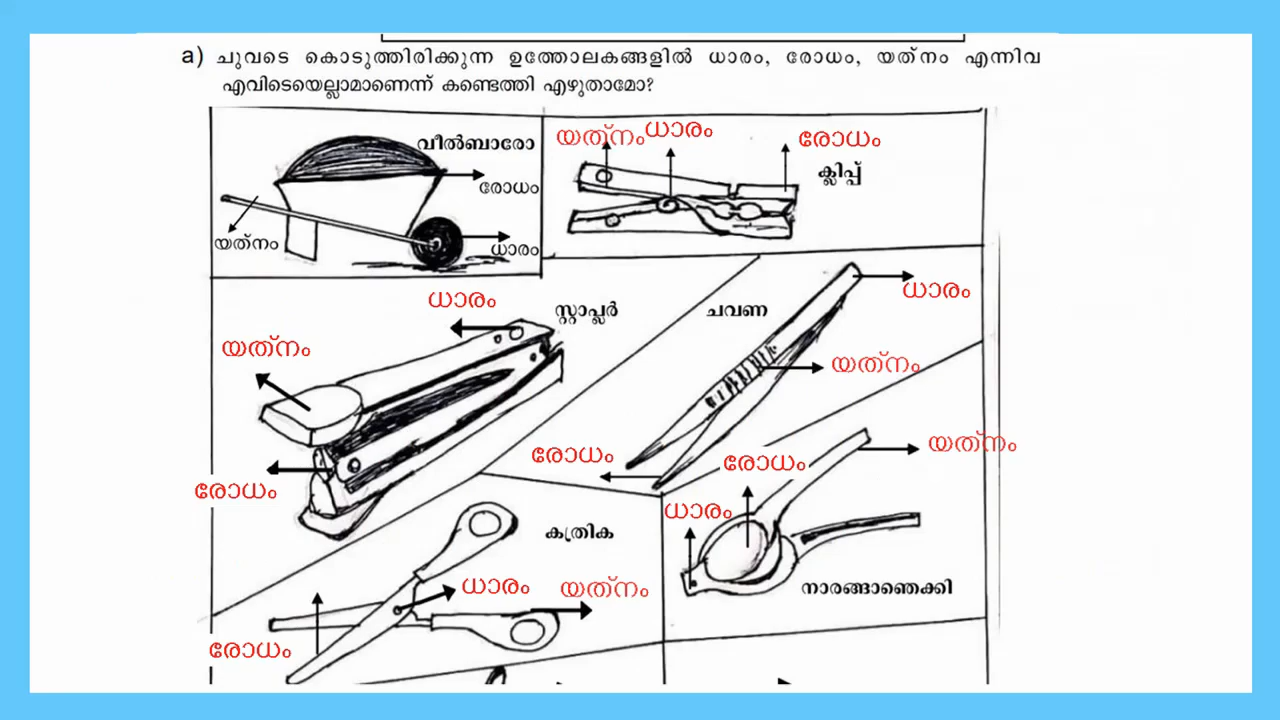 a) ചുവടെ കൊടുത്തിരിക്കുന്ന ഉത്തോലകങ്ങളിൽ ധാരം, രോധം, യത്നം എന്നിവ
എവിടെയെല്ലാമാണെന്ന് കണ്ടെത്തി എഴുതാമോ?
വീൽബാരോ
രോധം
യത്നം
ധാരം
യത്നം
ധാരം
രോധം
ക്ലിപ്പ്
ധാരം
സ്റ്റാപ്ലർ
യത്നം
രോധം
ചവണ
ധാരം
യത്നം
രോധം
കത്രിക
ധാരം
യത്നം
രോധം
യത്നം
രോധം
ധാരം
നാരങ്ങാഞെക്കി